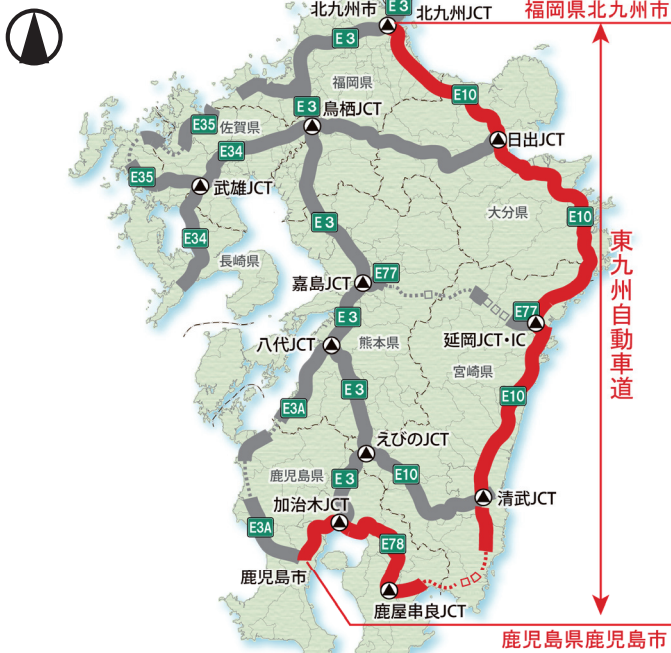 E3
北九州市
北九州JCT
福岡県北九州市
E3
福岡県
E10
E3
鳥栖JCT
E35
佐賀県
日出JCT
E34
E35
武雄JCT
大分県
E10
E3
E34
長崎県
東九州自動車道
嘉島JCT
E77
E77
E3
延岡JCT・IC
八代JCT
熊本県
宮崎県
E3
E10
E3A
えびのJCT
鹿児島県
E3
E10
清武JCT
加治木JCT
E3A
E78
鹿児島市
鹿屋串良JCT
鹿児島県鹿児島市